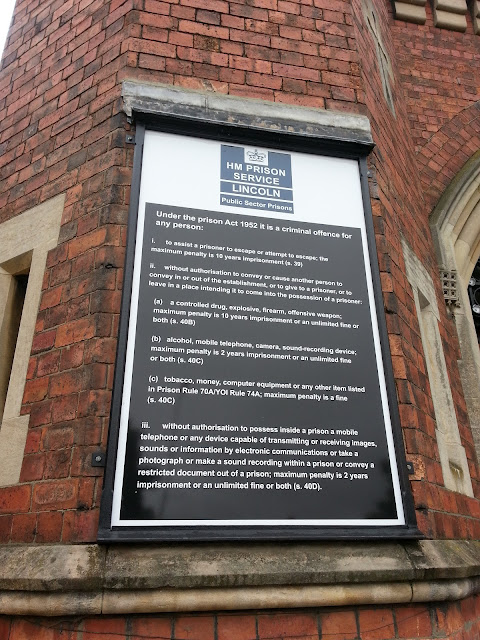 HM PRISON
SERVICE
LINCOLN
Public Sector Prisons
Under the prison Act 1952 it is a criminal offence for
any person:
i. to assist a prisoner to escape or attempt to escape; the
maximum penalty is 10 years imprisonment (s. 39)
ii. without authorisation to convey or cause another person to
convey in or out of the establishment, or to give to a prisoner, or to
leave in a place intending it to come into the possession of a prisoner:
(a) a controlled drug, explosive, firearm, offensive weapon;
maximum penalty is 10 years imprisonment or an unlimited fine or
both (s. 40B)
(b) alcohol, mobile telephone, camera, sound-recording device;
maximum penalty is 2 years imprisonment or an unlimited fine
or both (s. 40C)
(c) tobacco, money, computer equipment or any other item listed
in Prison Rule 70A/YOI Rule 74A; maximum penalty is a fine
(s. 40C)
iii. without authorisation to possess inside a prison a mobile
telephone or any device capable of transmitting or receiving images,
sounds or information by electronic communications or take a
photograph or make a sound recording within a prison or convey a
restricted document out of a prison; maximum penalty is 2 years
imprisonment or an unlimited fine or both (s. 40D).